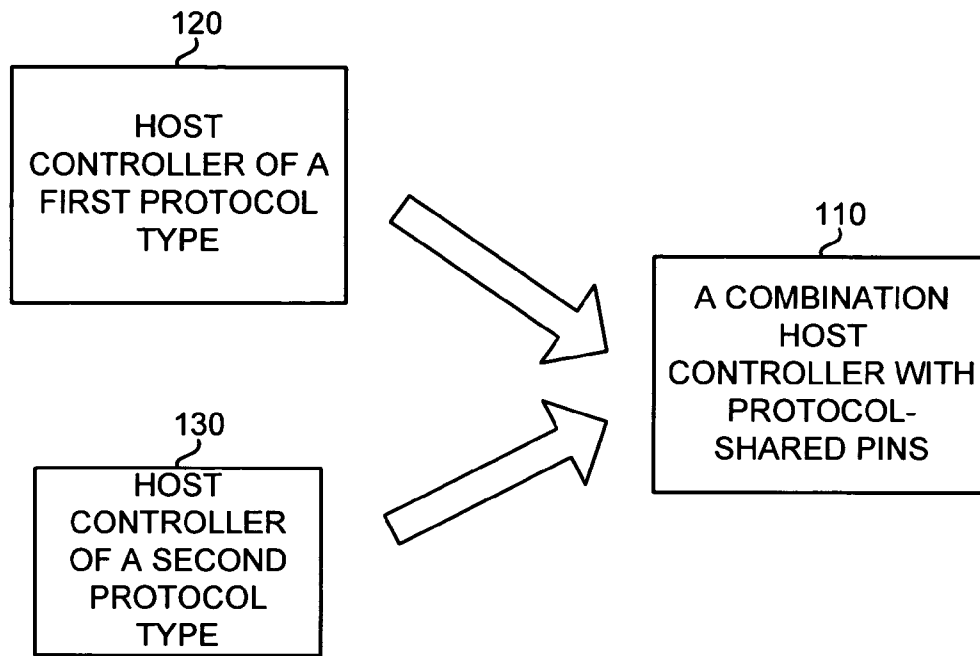 120
HOST
CONTROLLER OF A
FIRST PROTOCOL
TYPE
110
A COMBINATION
HOST
CONTROLLER WITH
PROTOCOL-
SHARED PINS
130
HOST
CONTROLLER
OF A SECOND
PROTOCOL
TYPE